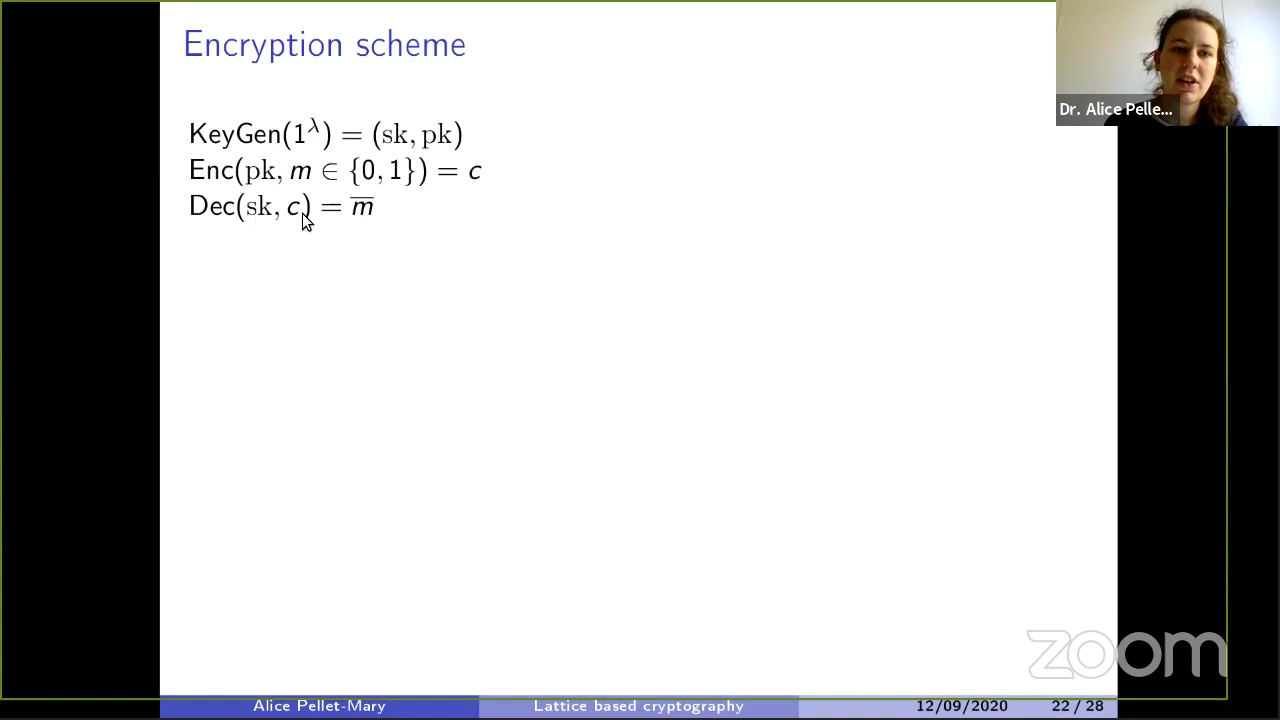 Encryption scheme
KeyGen(1^λ) = (sk, pk)
Enc(pk, m ∈ {0, 1}) = c
Dec(sk, c) = m̅
Dr. Alice Pelle...
zoom
Alice Pellet-Mary
Lattice based cryptography
12/09/2020
22 / 28